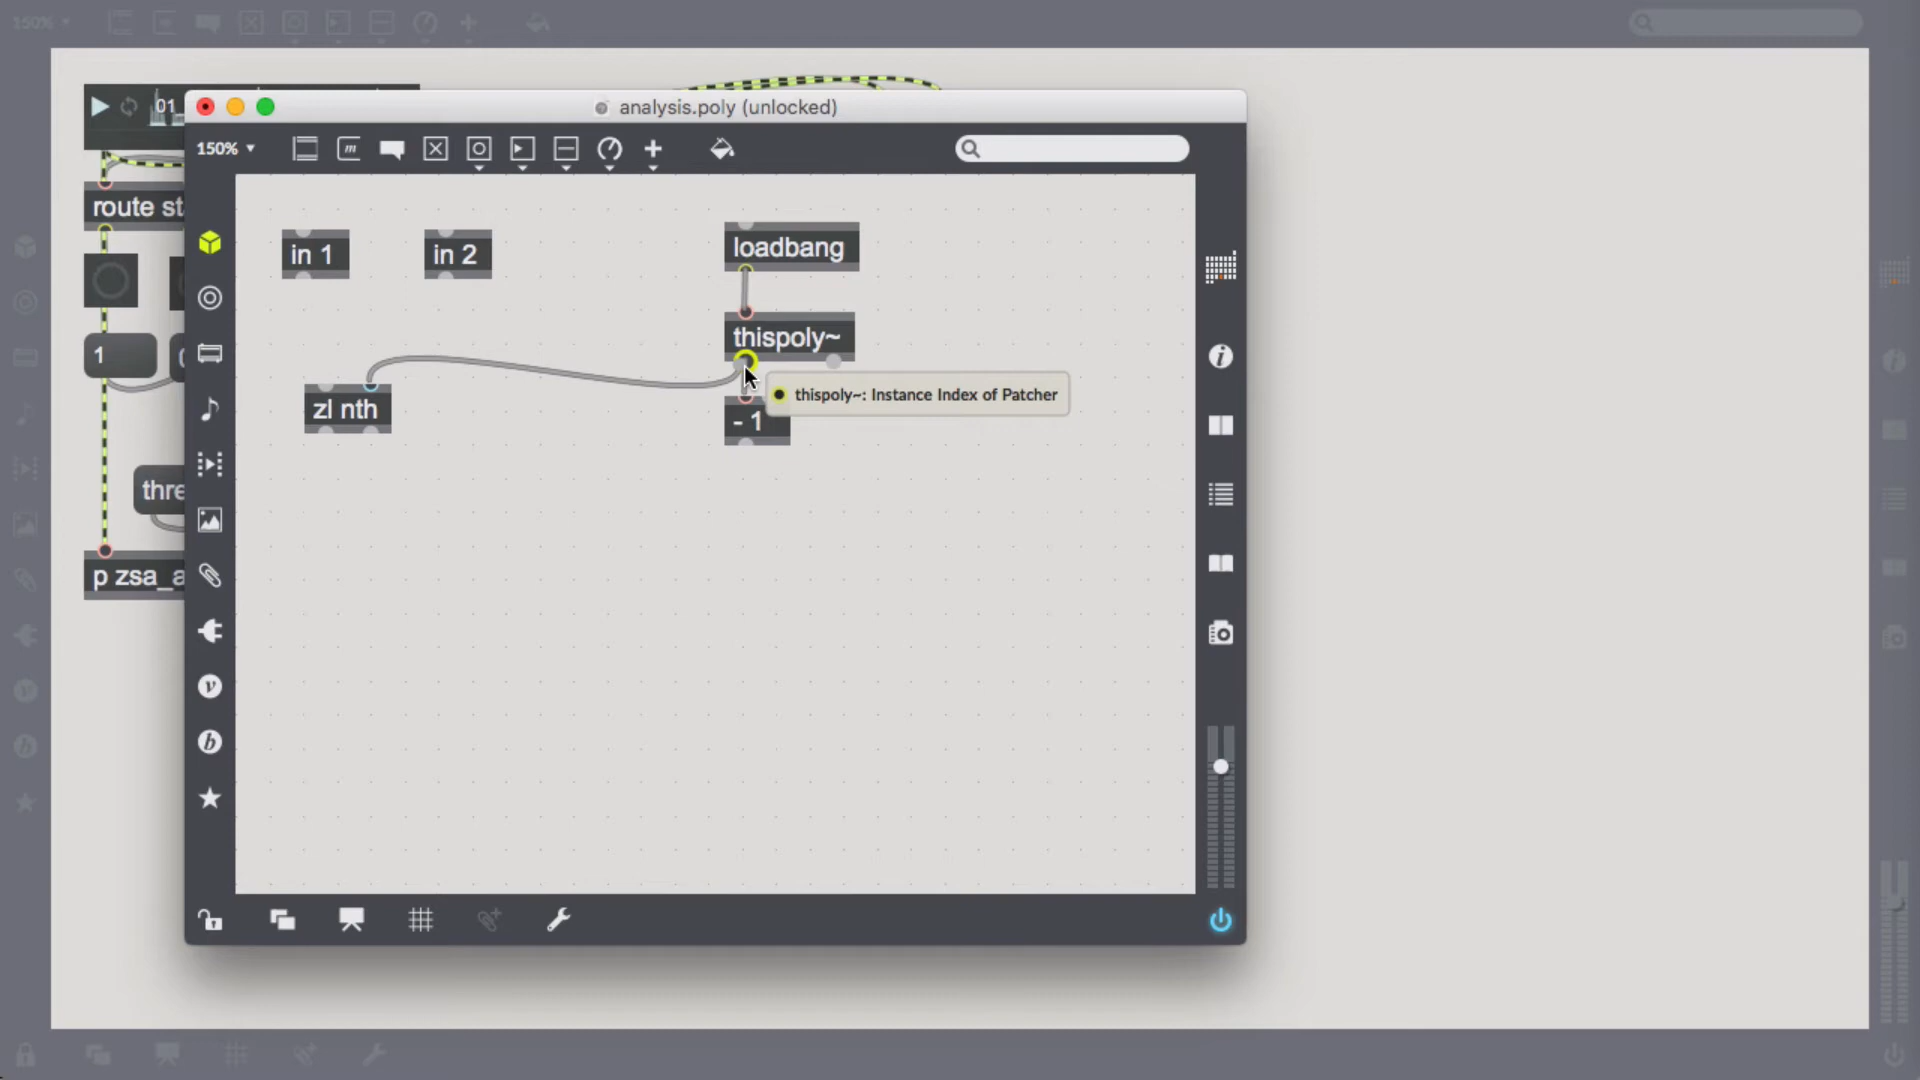 150%
01
analysis.poly (unlocked)
150%
m
route st
in 1
in 2
loadbang
1
thispoly~
thispoly~: Instance Index of Patcher
zl nth
- 1
thre
p zsa_a